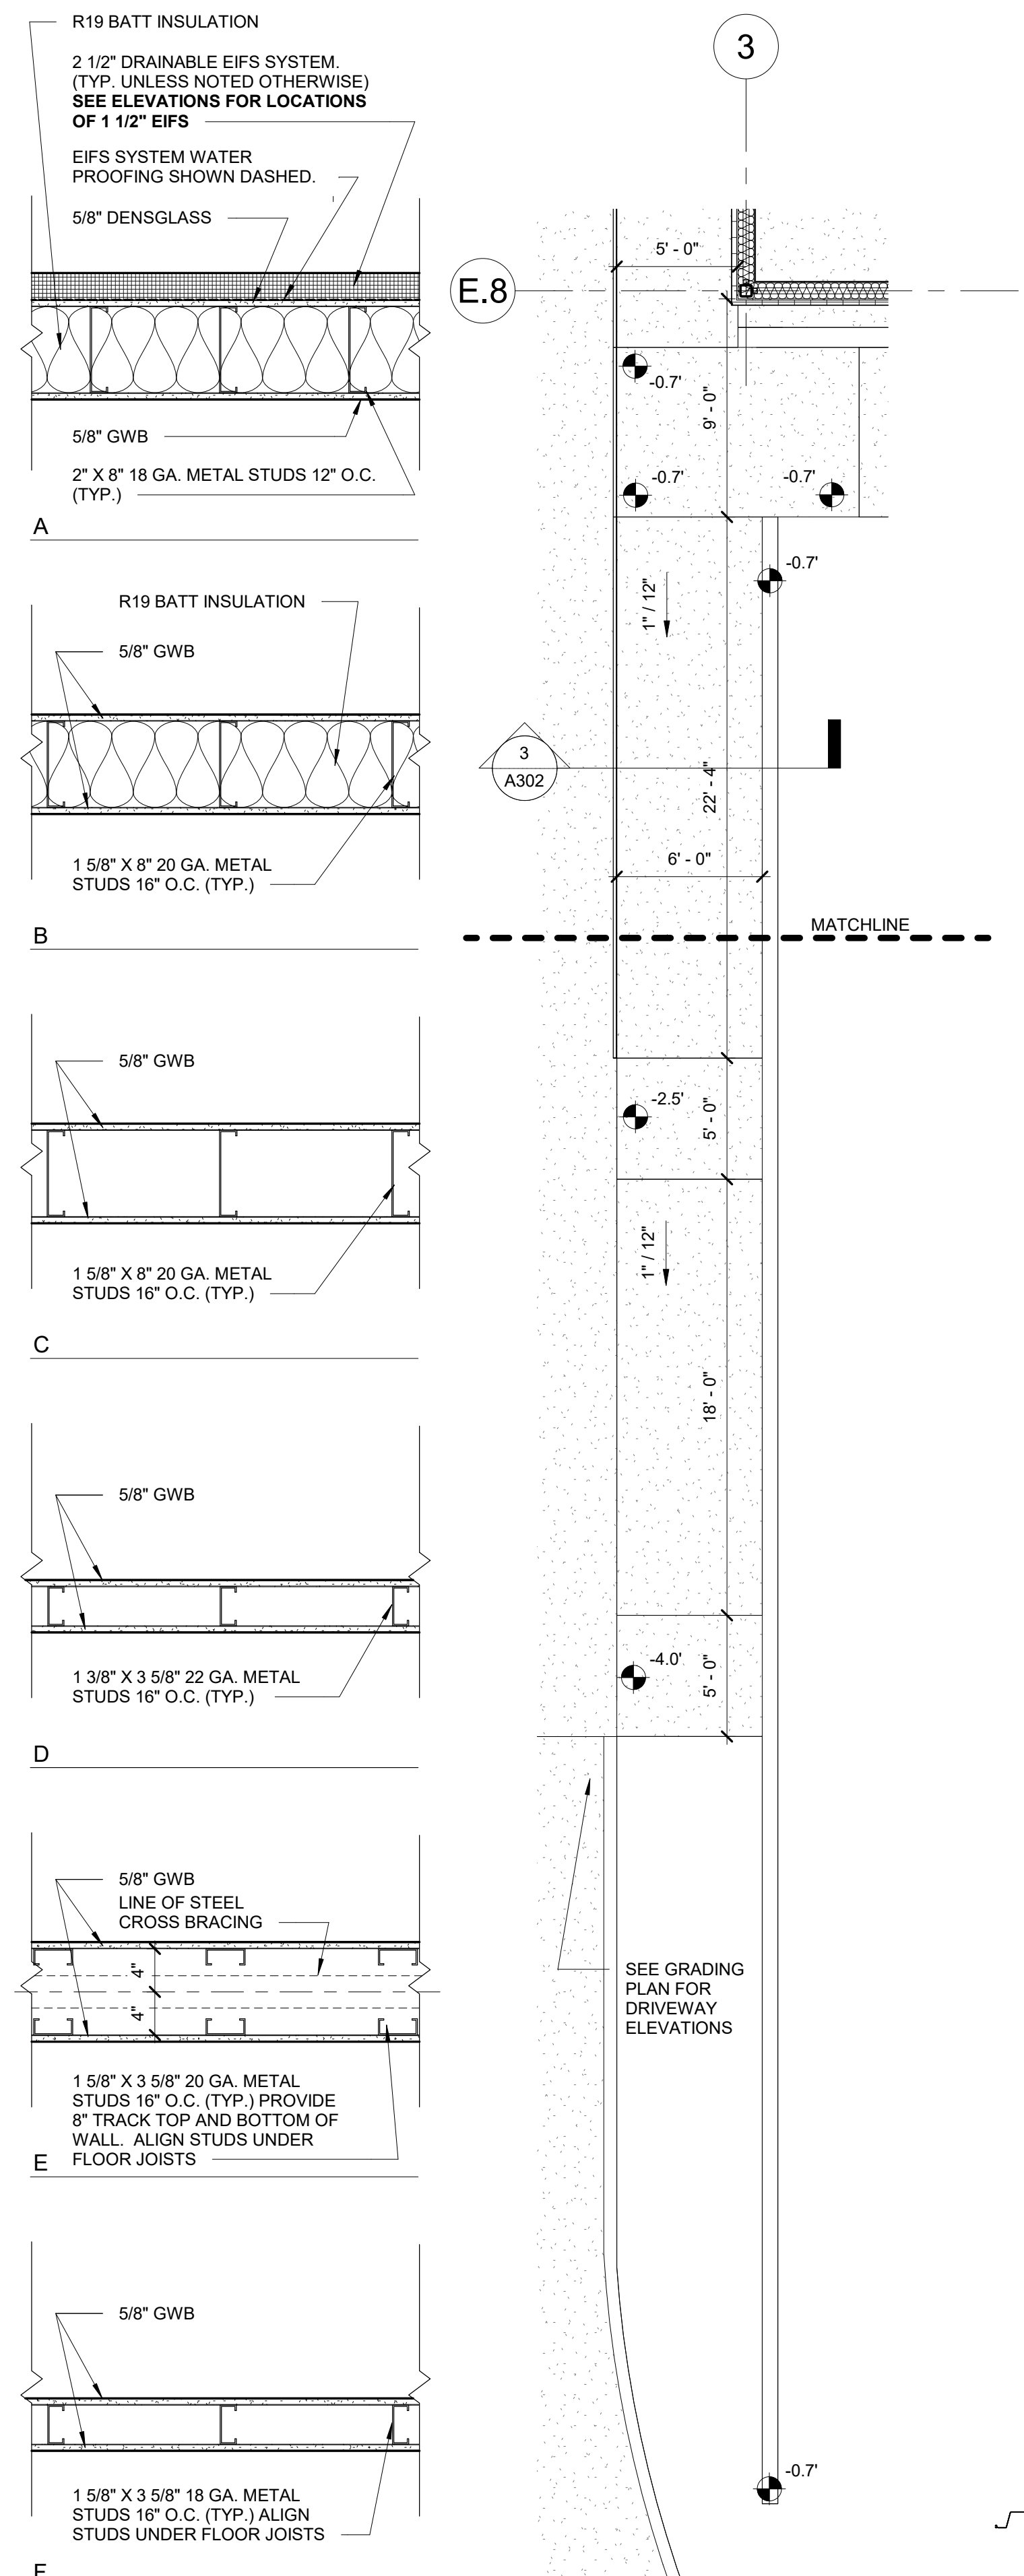 R19 BATT INSULATION
2 1/2" DRAINABLE EIFS SYSTEM.
(TYP. UNLESS NOTED OTHERWISE)
SEE ELEVATIONS FOR LOCATIONS
OF 1 1/2" EIFS
EIFS SYSTEM WATER
PROOFING SHOWN DASHED.
5/8" DENSGLASS
5/8" GWB
2" X 8" 18 GA. METAL STUDS 12" O.C.
(TYP.)
A
R19 BATT INSULATION
5/8" GWB
1 5/8" X 8" 20 GA. METAL
STUDS 16" O.C. (TYP.)
B
5/8" GWB
1 5/8" X 8" 20 GA. METAL
STUDS 16" O.C. (TYP.)
C
5/8" GWB
1 3/8" X 3 5/8" 22 GA. METAL
STUDS 16" O.C. (TYP.)
D
5/8" GWB
LINE OF STEEL
CROSS BRACING
4"
4"
1 5/8" X 3 5/8" 20 GA. METAL
STUDS 16" O.C. (TYP.) PROVIDE
8" TRACK TOP AND BOTTOM OF
WALL. ALIGN STUDS UNDER
FLOOR JOISTS
E
5/8" GWB
1 5/8" X 3 5/8" 18 GA. METAL
STUDS 16" O.C. (TYP.) ALIGN
STUDS UNDER FLOOR JOISTS
3
5' - 0"
E.8
-0.7'
9' - 0"
-0.7'
-0.7'
-0.7'
1" / 12"
3
A302
22' - 4"
6' - 0"
MATCHLINE
-2.5'
5' - 0"
1" / 12"
18' - 0"
-4.0'
5' - 0"
SEE GRADING
PLAN FOR
DRIVEWAY
ELEVATIONS
-0.7'